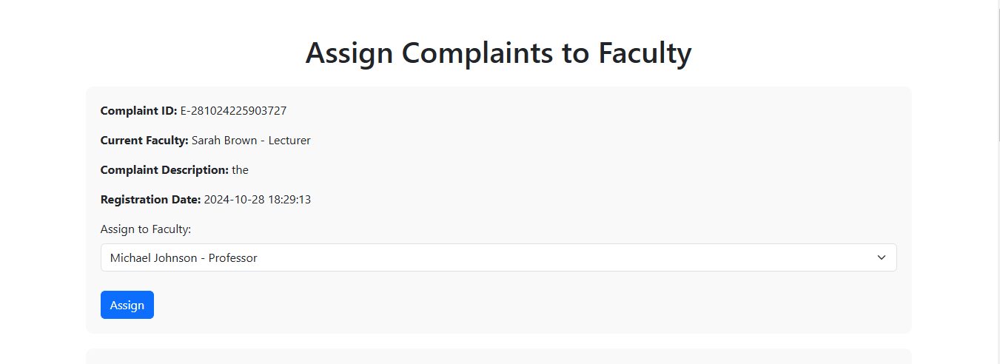 Assign Complaints to Faculty
Complaint ID: E-281024225903727
Current Faculty: Sarah Brown - Lecturer
Complaint Description: the
Registration Date: 2024-10-28 18:29:13
Assign to Faculty:
Michael Johnson - Professor
Assign